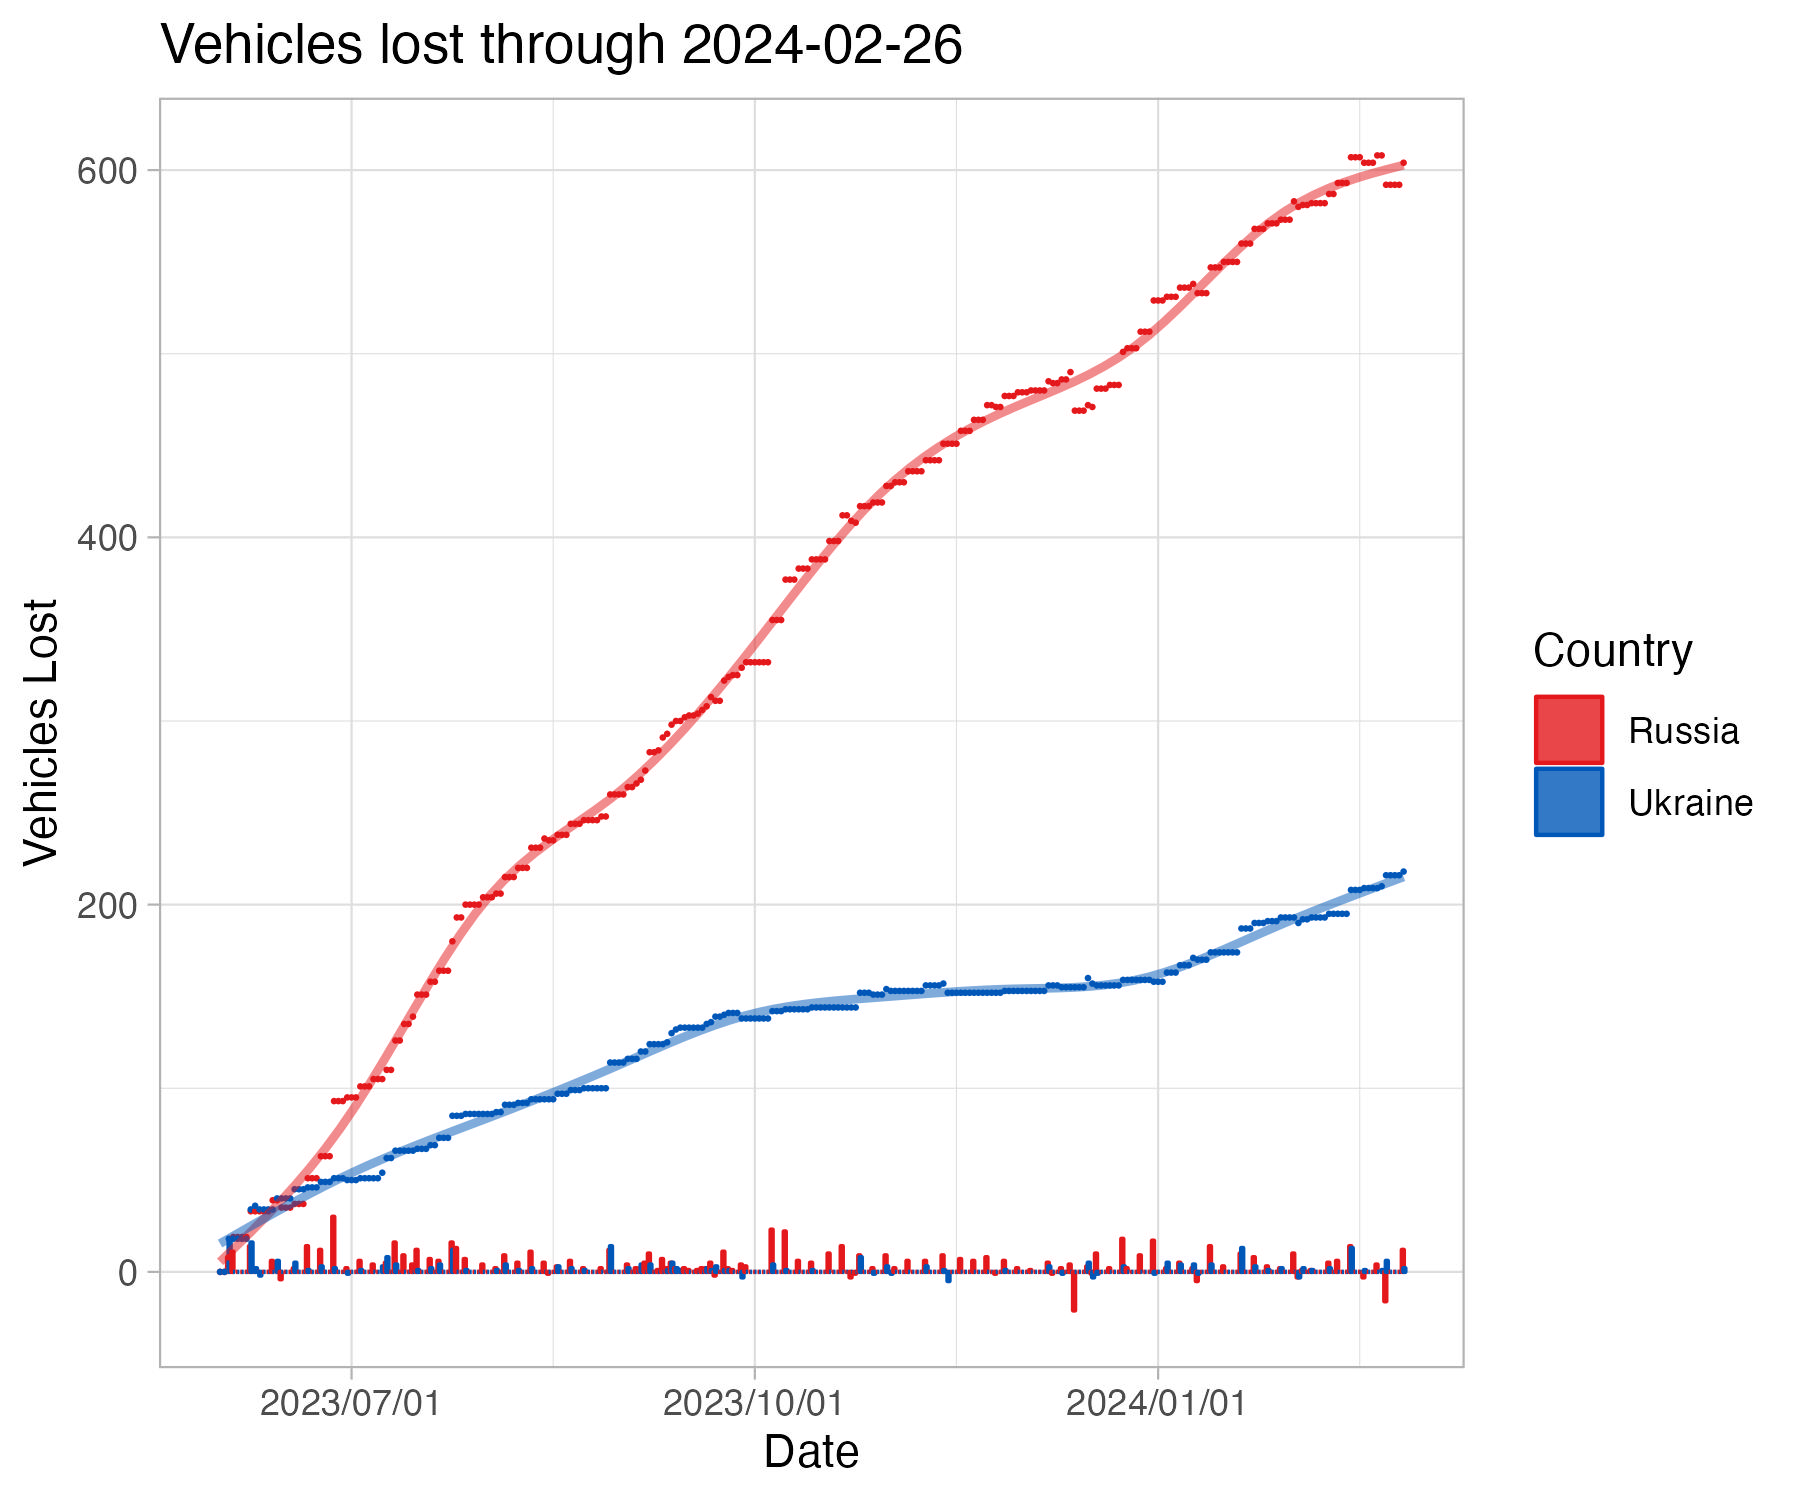 Vehicles lost through 2024-02-26
Vehicles Lost
600
400
200
0
2023/07/01
2023/10/01
2024/01/01
Date
Country
Russia
Ukraine